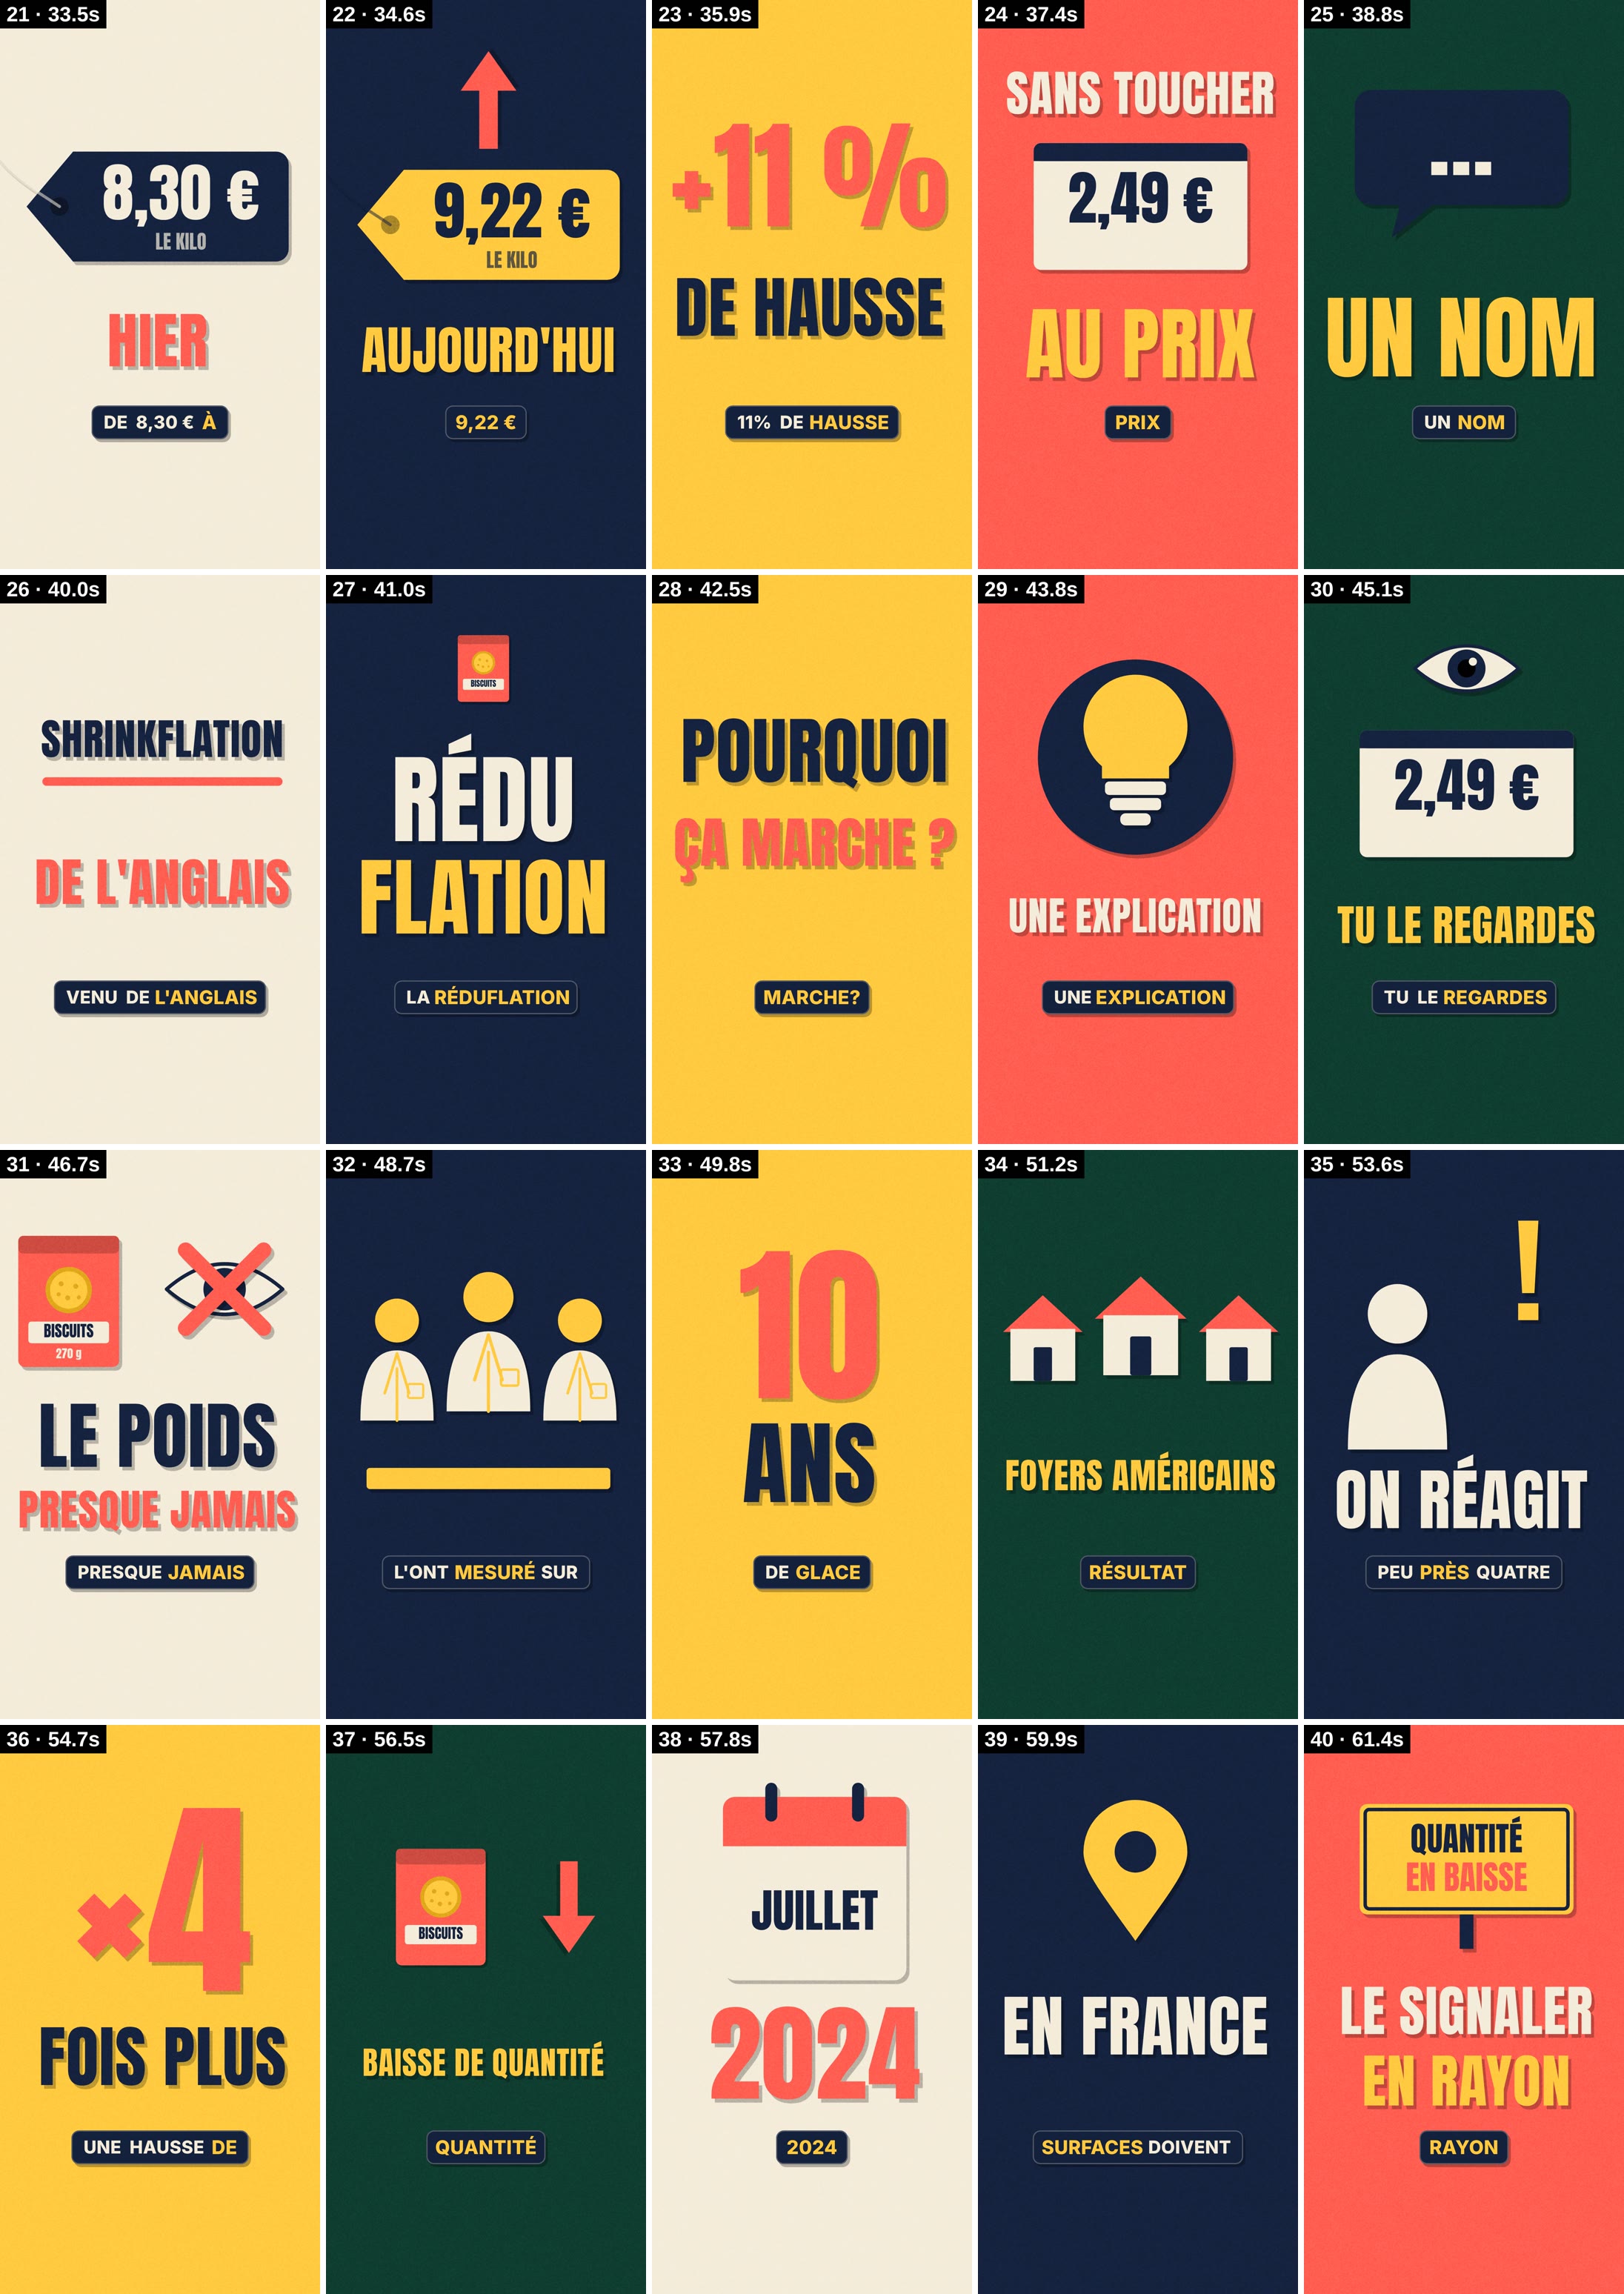 21 · 33.5s
8,30 €
LE KILO
HIER
DE 8,30 € À
22 · 34.6s
9,22 €
LE KILO
AUJOURD'HUI
9,22 €
23 · 35.9s
+11 %
DE HAUSSE
11% DE HAUSSE
24 · 37.4s
SANS TOUCHER
2,49 €
AU PRIX
PRIX
25 · 38.8s
...
UN NOM
UN NOM
26 · 40.0s
SHRINKFLATION
DE L'ANGLAIS
VENU DE L'ANGLAIS
27 · 41.0s
BISCUITS
RÉDU
FLATION
LA RÉDUFLATION
28 · 42.5s
POURQUOI
ÇA MARCHE ?
MARCHE?
29 · 43.8s
UNE EXPLICATION
UNE EXPLICATION
30 · 45.1s
2,49 €
TU LE REGARDES
TU LE REGARDES
31 · 46.7s
BISCUITS
270 g
LE POIDS
PRESQUE JAMAIS
PRESQUE JAMAIS
32 · 48.7s
L'ONT MESURÉ SUR
33 · 49.8s
10
ANS
DE GLACE
34 · 51.2s
FOYERS AMÉRICAINS
RÉSULTAT
35 · 53.6s
!
ON RÉAGIT
PEU PRÈS QUATRE
36 · 54.7s
×4
FOIS PLUS
UNE HAUSSE DE
37 · 56.5s
BISCUITS
BAISSE DE QUANTITÉ
QUANTITÉ
38 · 57.8s
JUILLET
2024
2024
39 · 59.9s
EN FRANCE
SURFACES DOIVENT
40 · 61.4s
QUANTITÉ
EN BAISSE
LE SIGNALER
EN RAYON
RAYON